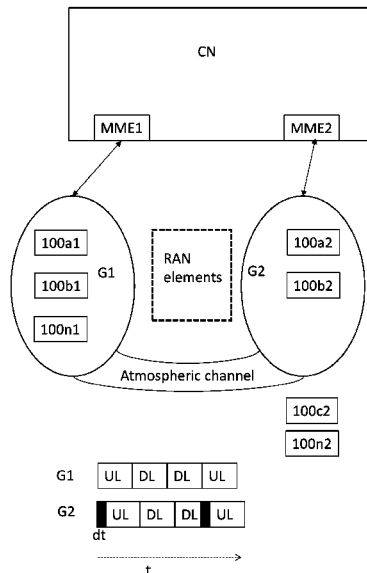 CN
MME1 MME2
100a1 100a2
G1 RAN elements G2
100b1 100b2
100n1
Atmospheric channel
100c2
100n2
G1 UL DL DL UL
G2 UL DL DL UL
dt
t